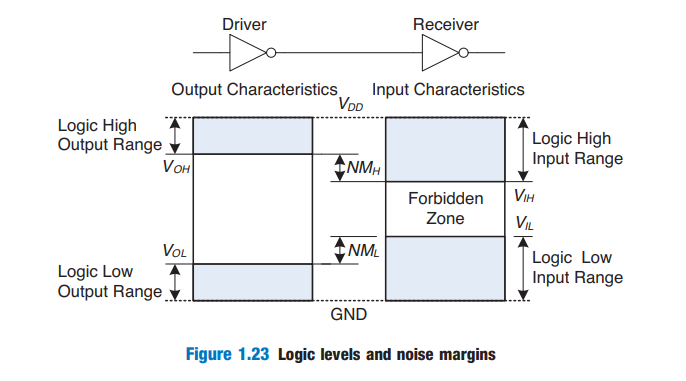 Driver
Receiver
Output Characteristics
Input Characteristics
VDD
Logic High
Output Range
VOH
NMH
Logic High
Input Range
Forbidden
Zone
VIH
VIL
VOL
NML
Logic Low
Output Range
Logic Low
Input Range
GND
Figure 1.23 Logic levels and noise margins